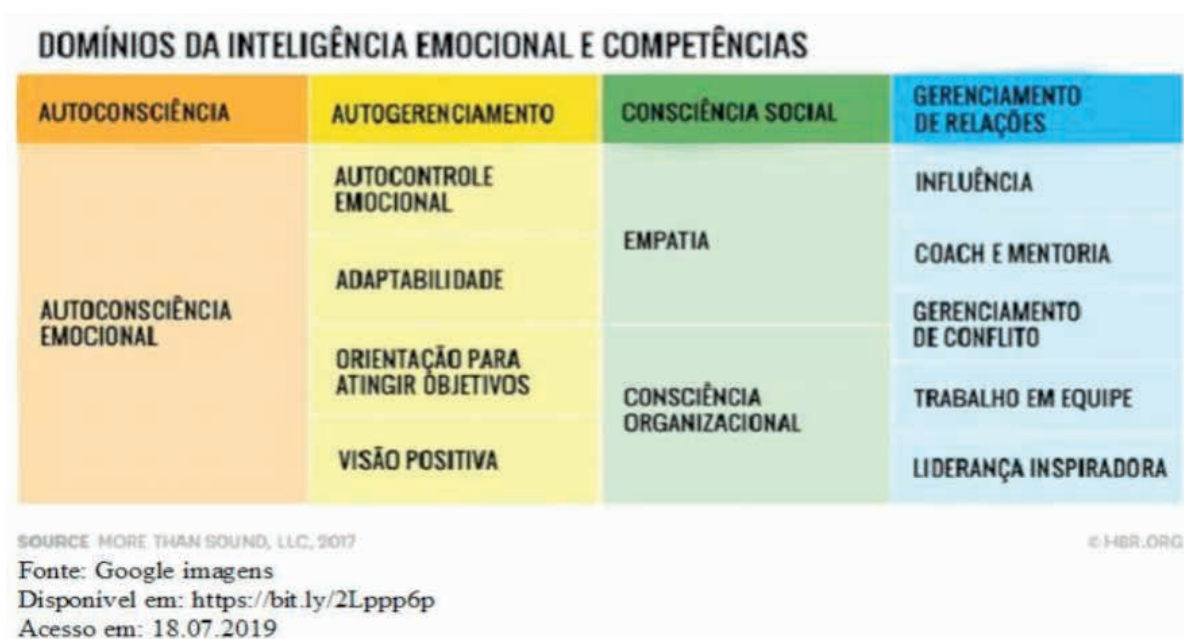 DOMÍNIOS DA INTELIGÊNCIA EMOCIONAL E COMPETÊNCIAS
AUTOCONSCIÊNCIA
AUTOGERENCIAMENTO
CONSCIÊNCIA SOCIAL
GERENCIAMENTO
DE RELAÇÕES
AUTOCONSCIÊNCIA
EMOCIONAL
AUTOCONTROLE
EMOCIONAL
ADAPTABILIDADE
ORIENTAÇÃO PARA
ATINGIR OBJETIVOS
VISÃO POSITIVA
EMPATIA
CONSCIÊNCIA
ORGANIZACIONAL
INFLUÊNCIA
COACH E MENTORIA
GERENCIAMENTO
DE CONFLITO
TRABALHO EM EQUIPE
LIDERANÇA INSPIRADORA
SOURCE MORE THAN SOUND, LLC, 2017
© HBR.ORG
Fonte: Google imagens
Disponível em: https://bit.ly/2Lppp6p
Acesso em: 18.07.2019